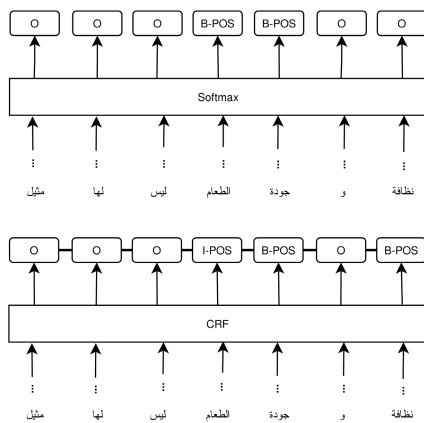 O O O B-POS B-POS O O
Softmax
نظافة و جودة الطعام ليس لها مثيل
O O O I-POS B-POS O B-POS
CRF
نظافة و جودة الطعام ليس لها مثيل